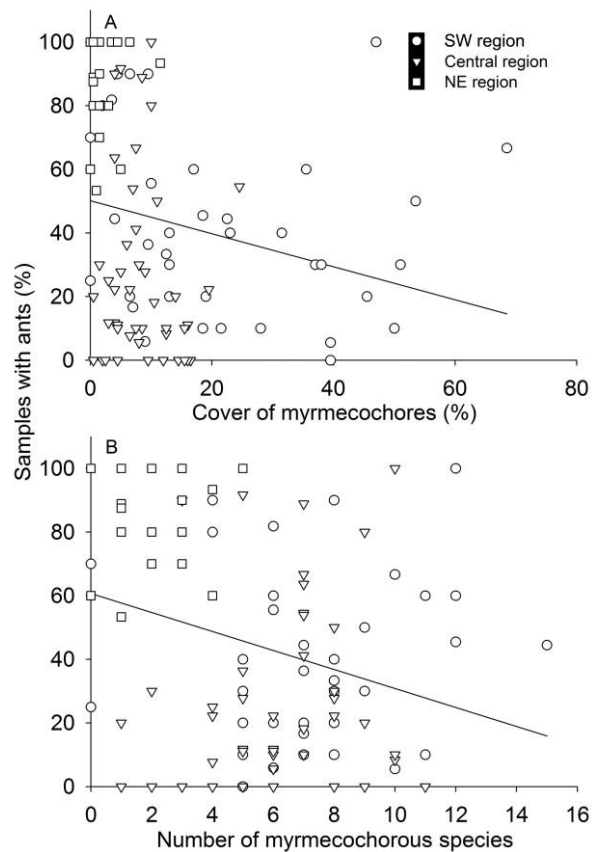 A
SW region
Central region
NE region
100
80
60
40
20
0
0 20 40 60 80
Cover of myrmecochores (%)
Samples with ants (%)
B
100
80
60
40
20
0
0 2 4 6 8 10 12 14 16
Number of myrmecochorous species